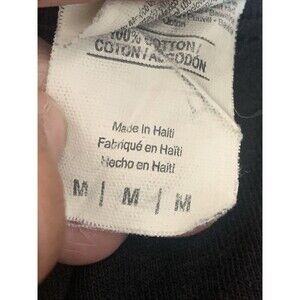 100% COTTON/
COTON/ALGODÓN
Made in Haiti
Fabriqué en Haïti
Hecho en Haití
M | M | M